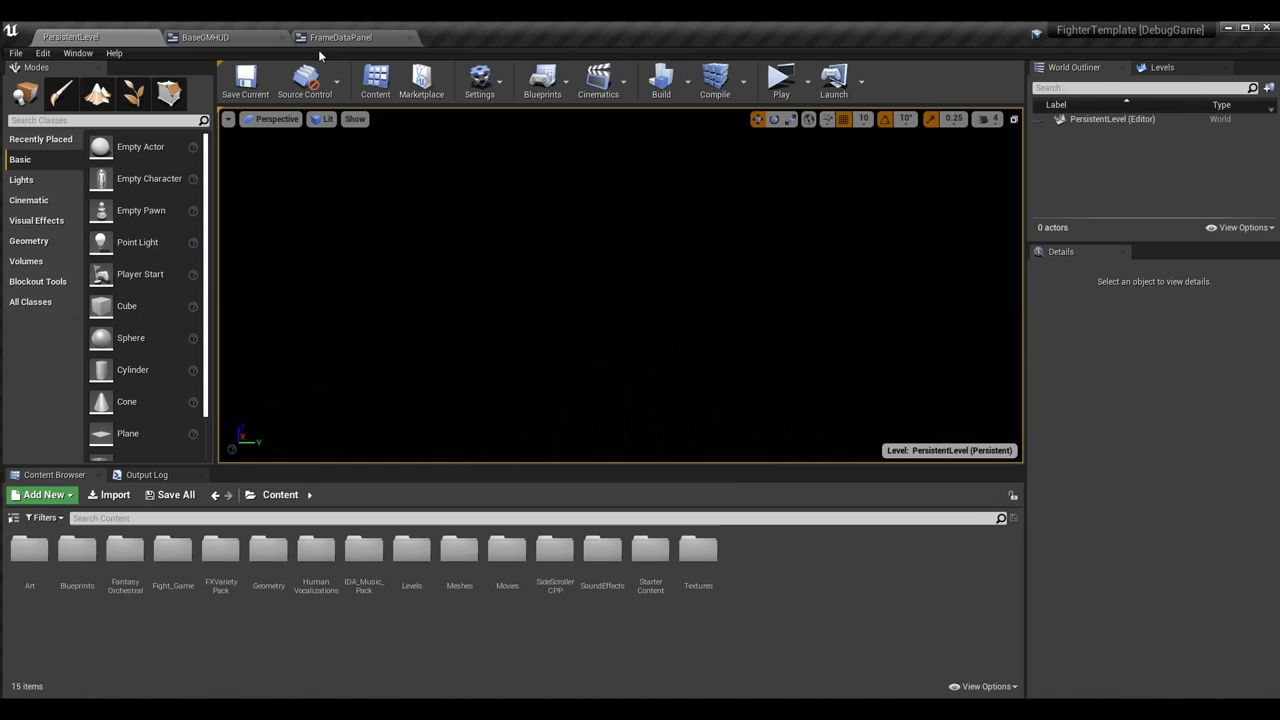 PersistentLevel
BaseGMHUD
FrameDataPanel
FighterTemplate [DebugGame]
File
Edit
Window
Help
Modes
Search Classes
Recently Placed
Basic
Lights
Cinematic
Visual Effects
Geometry
Volumes
Blockout Tools
All Classes
Empty Actor
Empty Character
Empty Pawn
Point Light
Player Start
Cube
Sphere
Cylinder
Cone
Plane
Save Current
Source Control
Content
Marketplace
Settings
Blueprints
Cinematics
Build
Compile
Play
Launch
Perspective
Lit
Show
10
10°
0.25
4
X
Y
Level: PersistentLevel (Persistent)
World Outliner
Levels
Search...
Label
Type
PersistentLevel (Editor)
World
0 actors
View Options
Details
Select an object to view details.
Content Browser
Output Log
Add New
Import
Save All
Content
Filters
Search Content
Art
Blueprints
Fantasy
Orchestral
Fight_Game
FXVariety
Pack
Geometry
Human
Vocalizations
IDA_Music_
Pack
Levels
Meshes
Movies
SideScroller
CPP
SoundEffects
Starter
Content
Textures
15 items
View Options